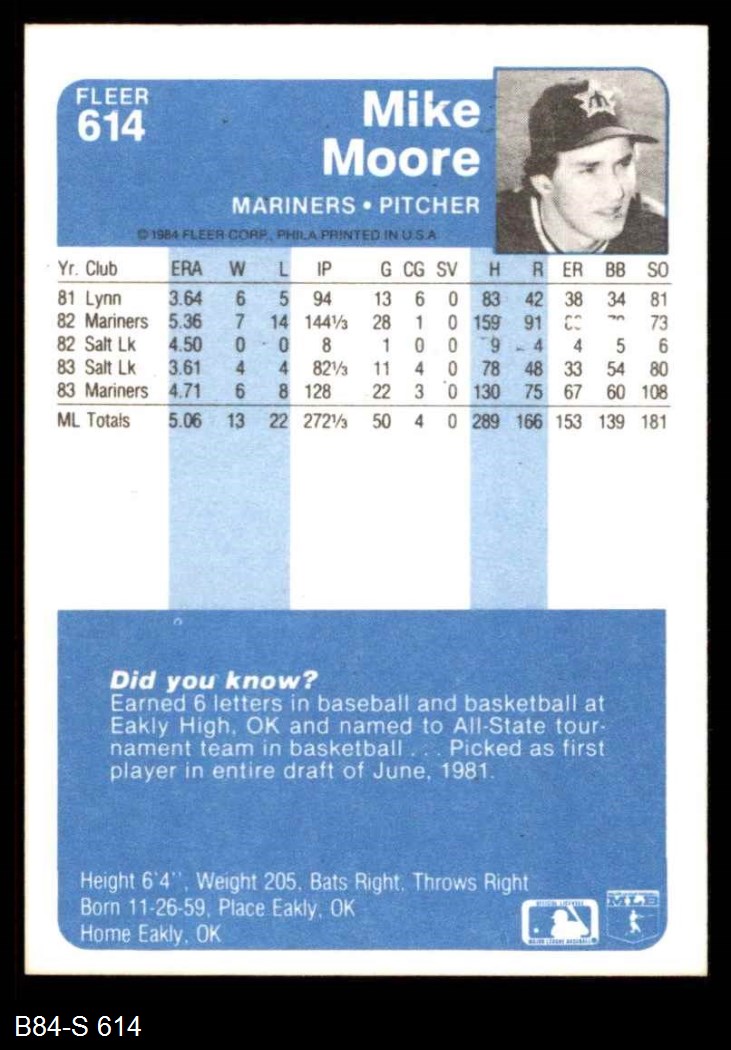 FLEER
614
Mike
Moore
MARINERS • PITCHER
© 1984 FLEER CORP., PHILA. PRINTED IN U.S.A.
Yr. Club ERA W L IP G CG SV H R ER BB SO
81 Lynn 3.64 6 5 94 13 6 0 83 42 38 34 81
82 Mariners 5.36 7 14 144⅓ 28 1 0 159 91 73
82 Salt Lk 4.50 0 0 8 1 0 0 9 4 4 5 6
83 Salt Lk 3.61 4 4 82⅓ 11 4 0 78 48 33 54 80
83 Mariners 4.71 6 8 128 22 3 0 130 75 67 60 108
ML Totals 5.06 13 22 272⅓ 50 4 0 289 166 153 139 181
Did you know?
Earned 6 letters in baseball and basketball at
Eakly High, OK and named to All-State tour-
nament team in basketball . . . Picked as first
player in entire draft of June, 1981.
Height 6'4'', Weight 205, Bats Right, Throws Right
Born 11-26-59, Place Eakly, OK
Home Eakly, OK
OFFICIAL LICENSEE
MAJOR LEAGUE BASEBALL
MLB
B84-S 614